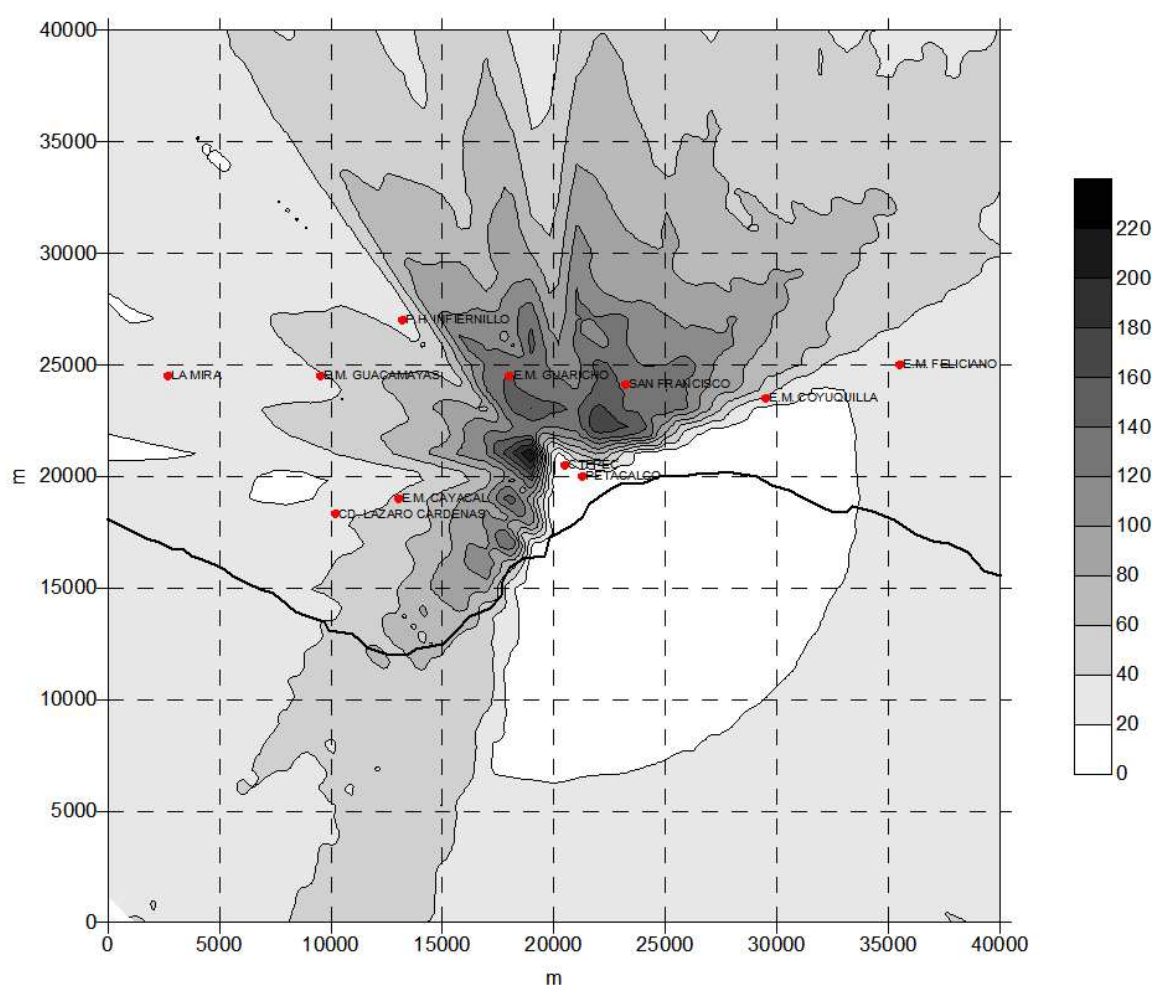 40000
35000
30000
25000
20000
15000
10000
5000
0
m
0 5000 10000 15000 20000 25000 30000 35000 40000
m
P.H. INFIERNILLO
LA MIRA
E.M. GUACAMAYAS
E.M. GUARICHO
SAN FRANCISCO
E.M. FELICIANO
E.M. COYUQUILLA
CTPEC
PETACALCO
E.M. CAYACAL
CD. LAZARO CARDENAS
220
200
180
160
140
120
100
80
60
40
20
0